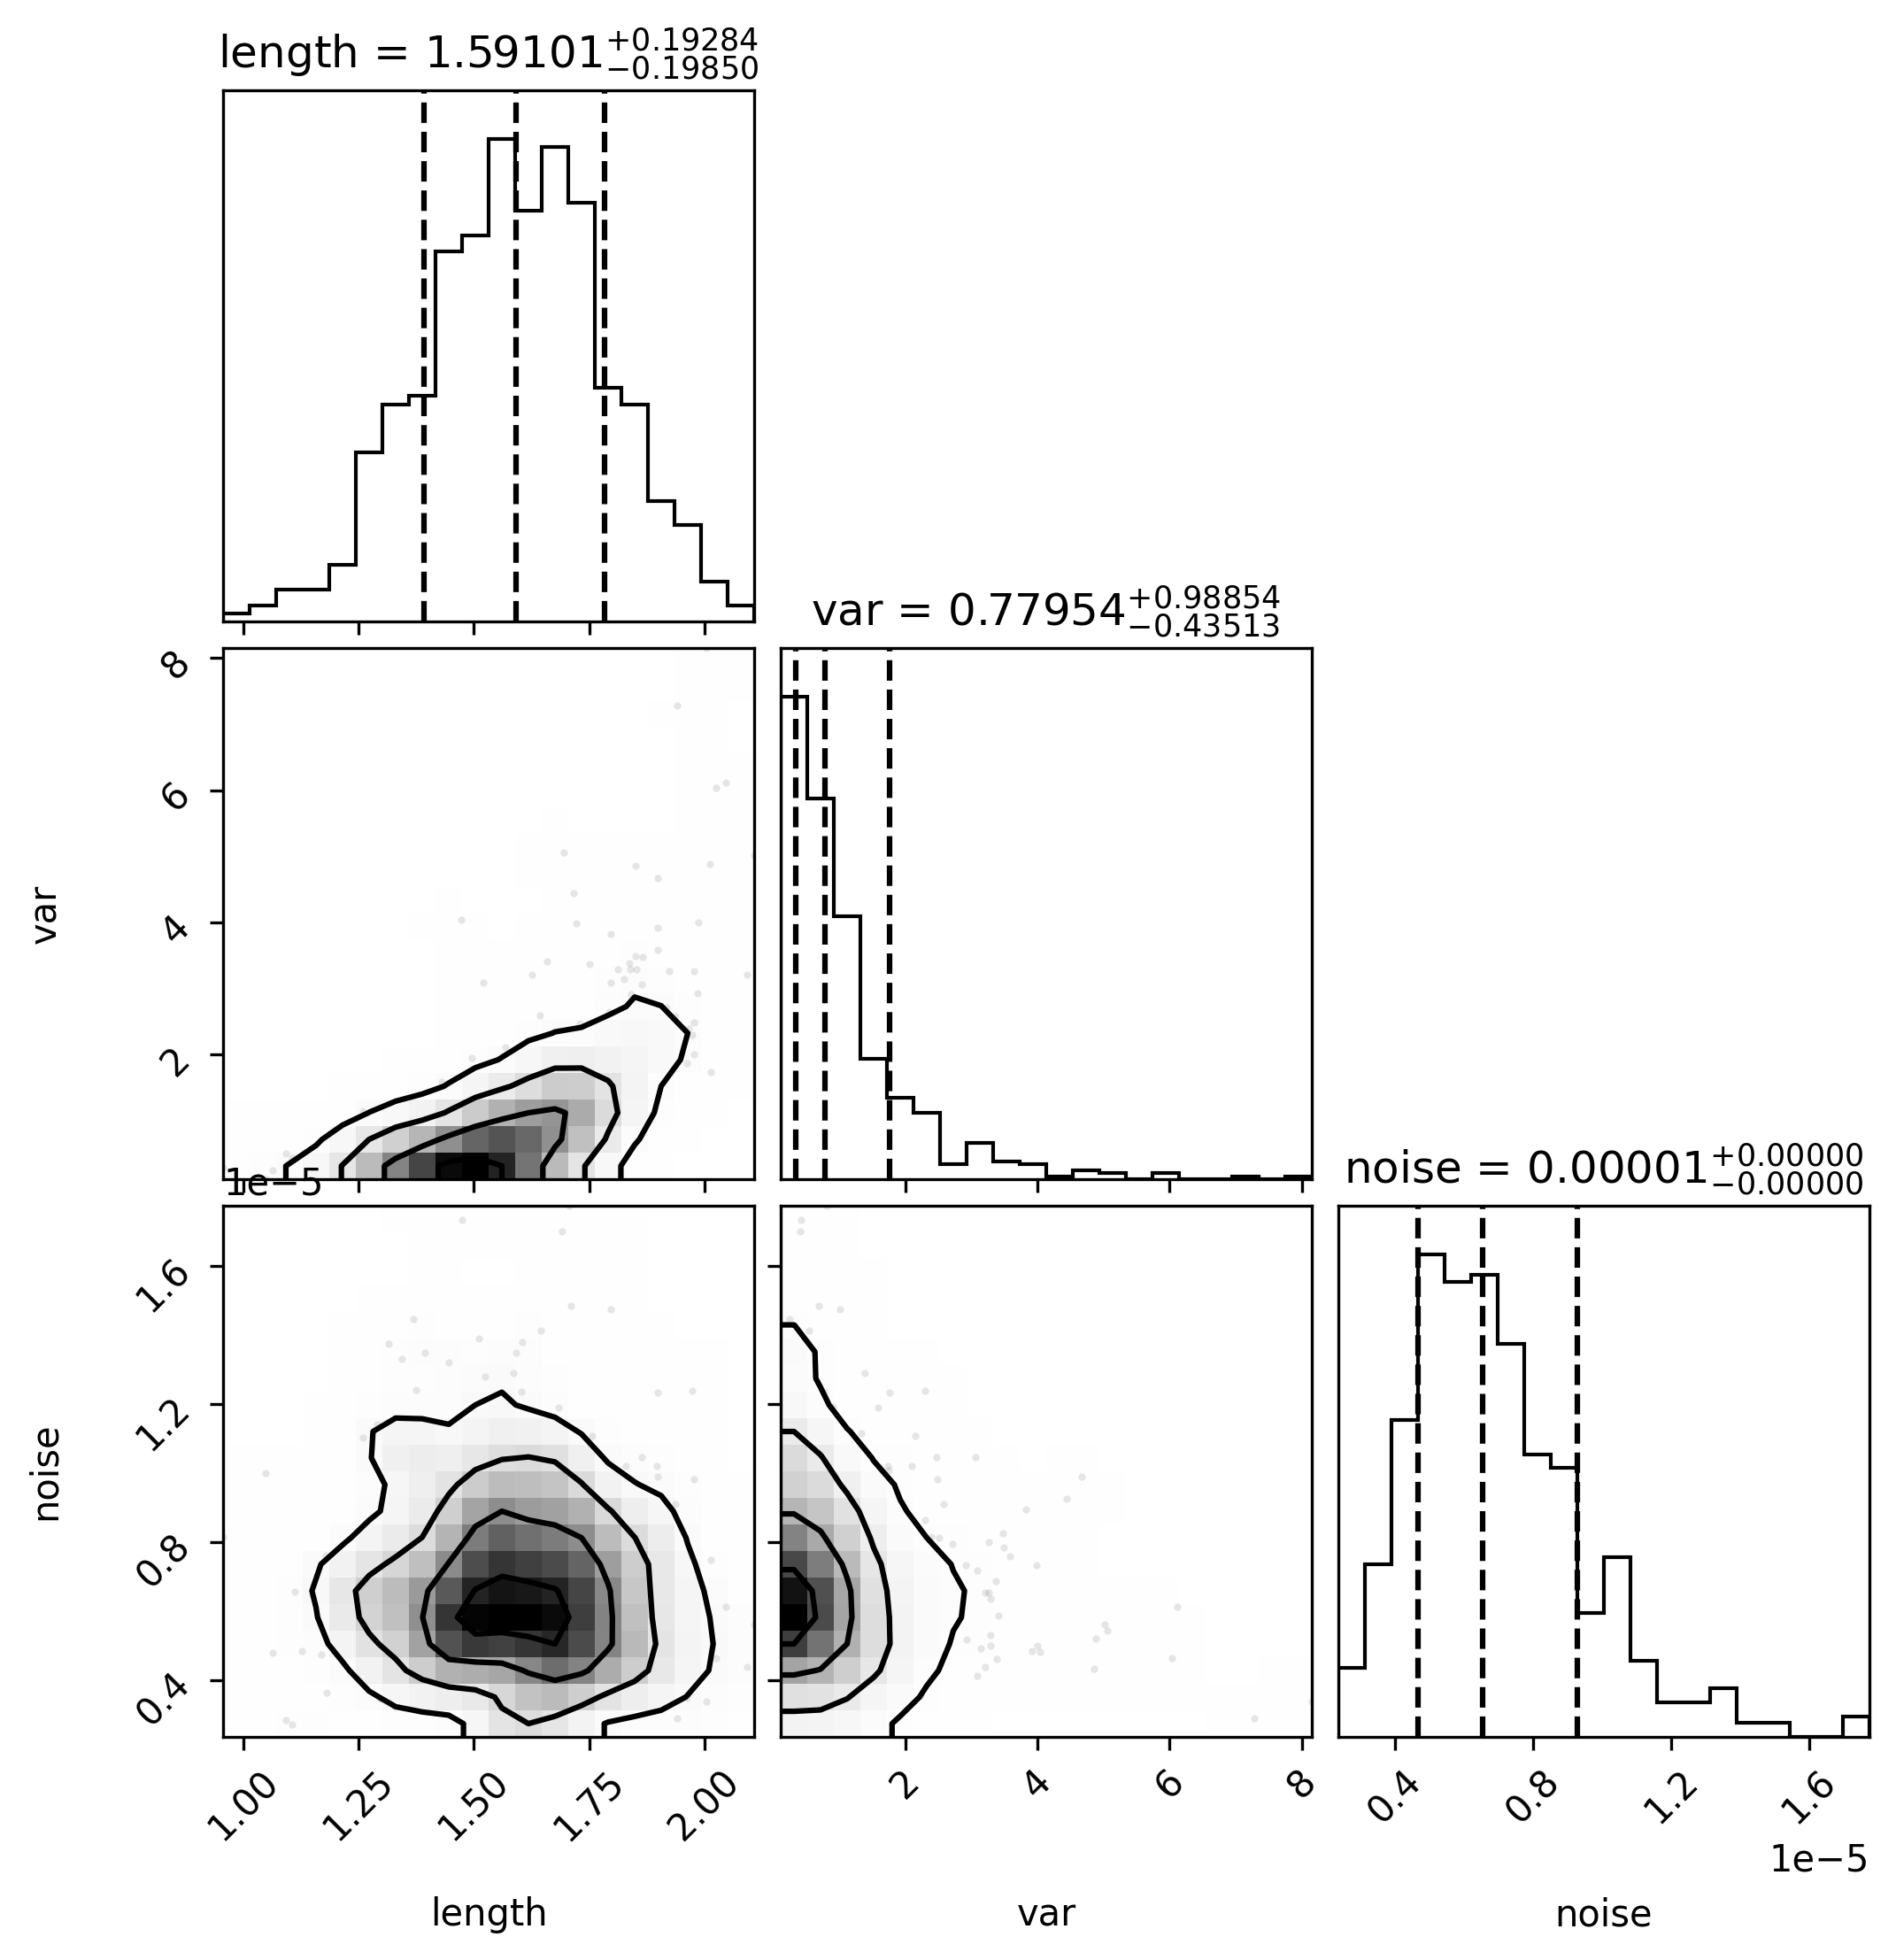 length = 1.59101 +0.19284 −0.19850
var = 0.77954 +0.98854 −0.43513
8
6
4
2
var
noise = 0.00001 +0.00000 −0.00000
1e−5
1.6
1.2
0.8
0.4
noise
1.00 1.25 1.50 1.75 2.00 2 4 6 8 0.4 0.8 1.2 1.6
1e−5
length var noise